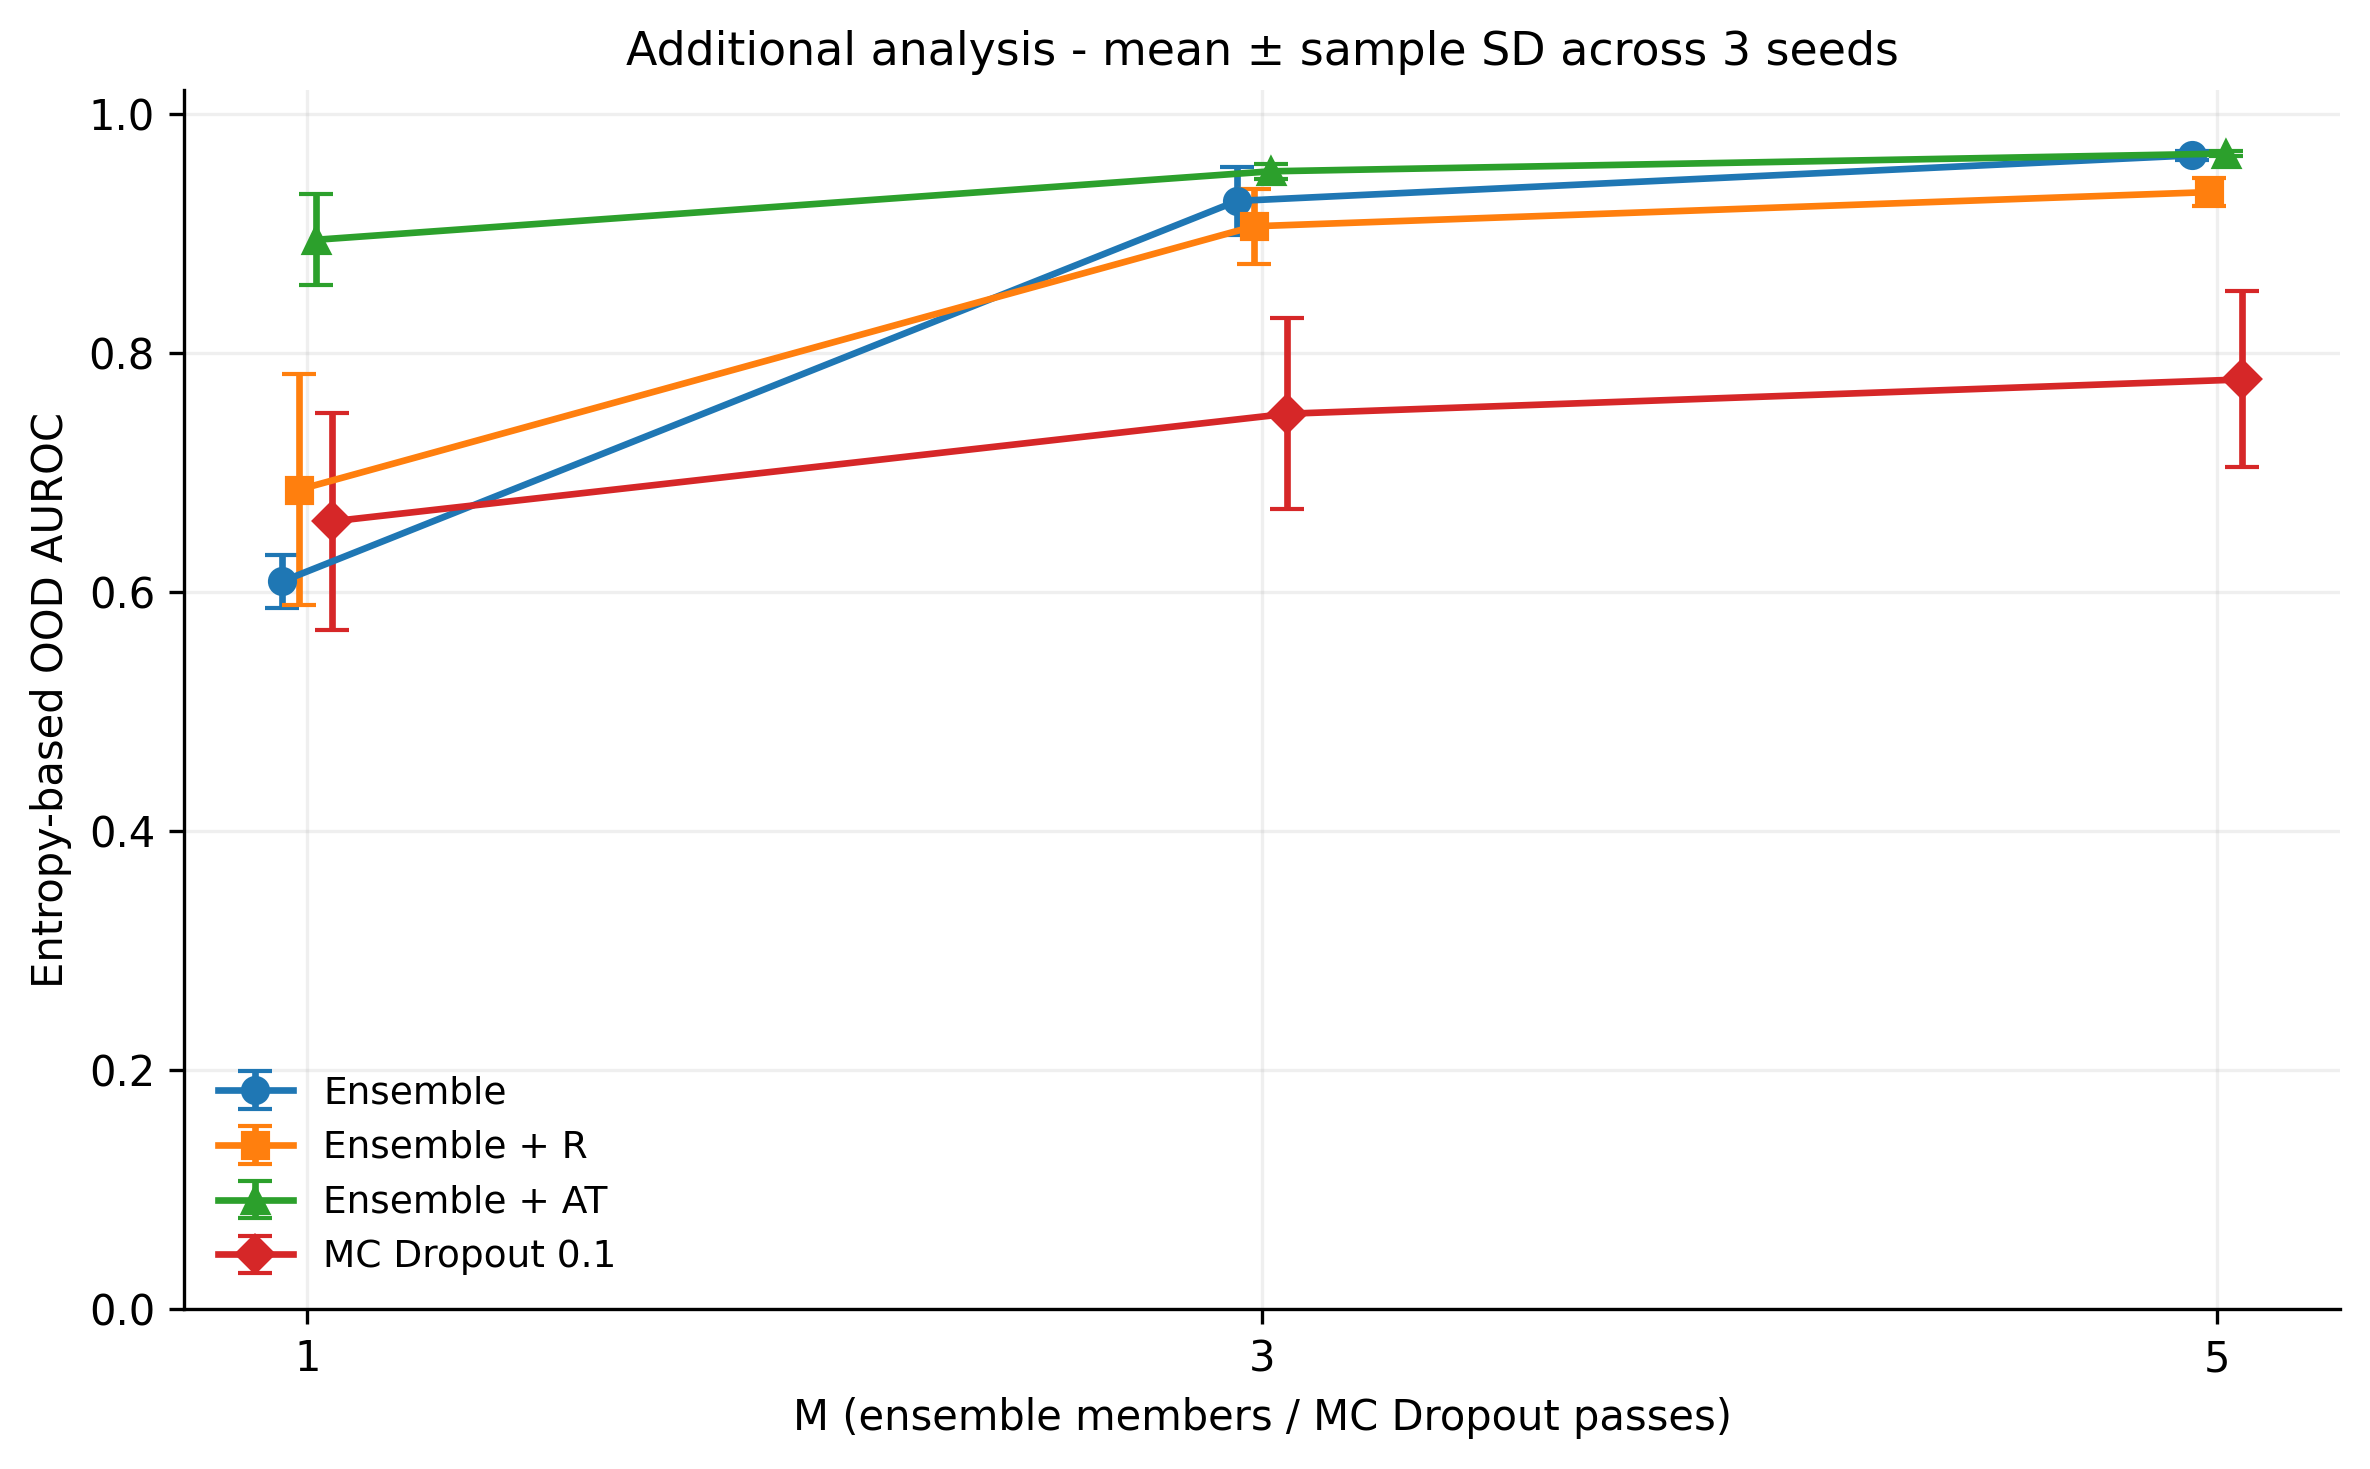 Additional analysis - mean ± sample SD across 3 seeds
Entropy-based OOD AUROC
1.0
0.8
0.6
0.4
0.2
0.0
Ensemble
Ensemble + R
Ensemble + AT
MC Dropout 0.1
1 3 5
M (ensemble members / MC Dropout passes)